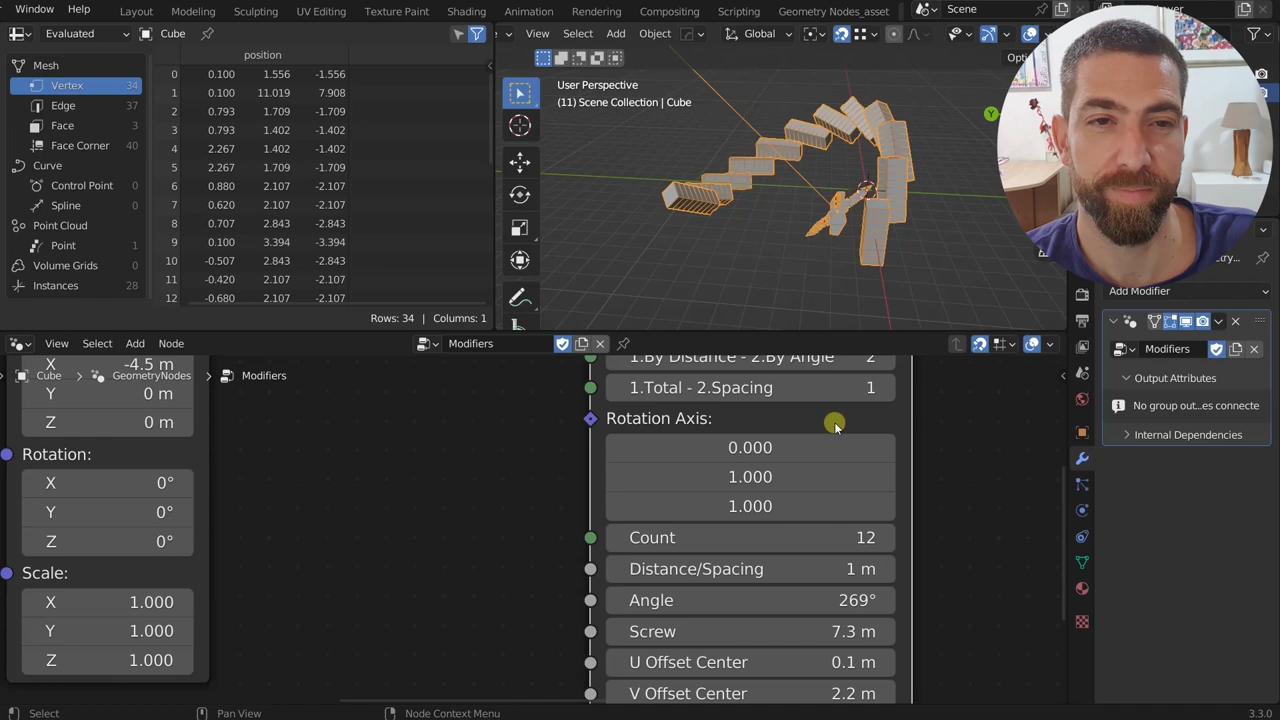 Window Help Layout Modeling Sculpting UV Editing Texture Paint Shading Animation Rendering Compositing Scripting Geometry Nodes_asset Scene
Evaluated Cube
View Select Add Object Global
position
Mesh
Vertex 34
Edge 37
Face 3
Face Corner 40
Curve
Control Point 0
Spline 0
Point Cloud
Point 1
Volume Grids 0
Instances 28
0 0.100 1.556 -1.556
1 0.100 11.019 7.908
2 0.793 1.709 -1.709
3 0.793 1.402 -1.402
4 2.267 1.402 -1.402
5 2.267 1.709 -1.709
6 0.880 2.107 -2.107
7 0.620 2.107 -2.107
8 0.707 2.843 -2.843
9 0.100 3.394 -3.394
10 -0.507 2.843 -2.843
11 -0.420 2.107 -2.107
12 -0.680 2.107 -2.107
Rows: 34 | Columns: 1
User Perspective
(11) Scene Collection | Cube
Y
View Select Add Node Modifiers
Cube GeometryNodes Modifiers
X -4.5 m
Y 0 m
Z 0 m
Rotation:
X 0°
Y 0°
Z 0°
Scale:
X 1.000
Y 1.000
Z 1.000
1.By Distance - 2.By Angle 2
1.Total - 2.Spacing 1
Rotation Axis:
0.000
1.000
1.000
Count 12
Distance/Spacing 1 m
Angle 269°
Screw 7.3 m
U Offset Center 0.1 m
V Offset Center 2.2 m
Add Modifier
Modifiers
Output Attributes
No group out...es connecte
Internal Dependencies
Select Pan View Node Context Menu 3.3.0